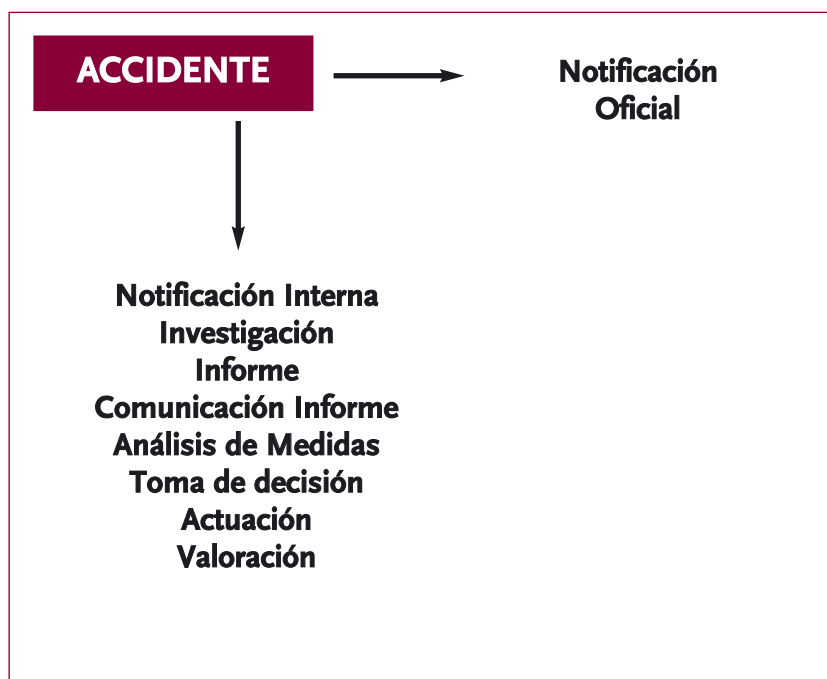 ACCIDENTE
Notificación
Oficial
Notificación Interna
Investigación
Informe
Comunicación Informe
Análisis de Medidas
Toma de decisión
Actuación
Valoración